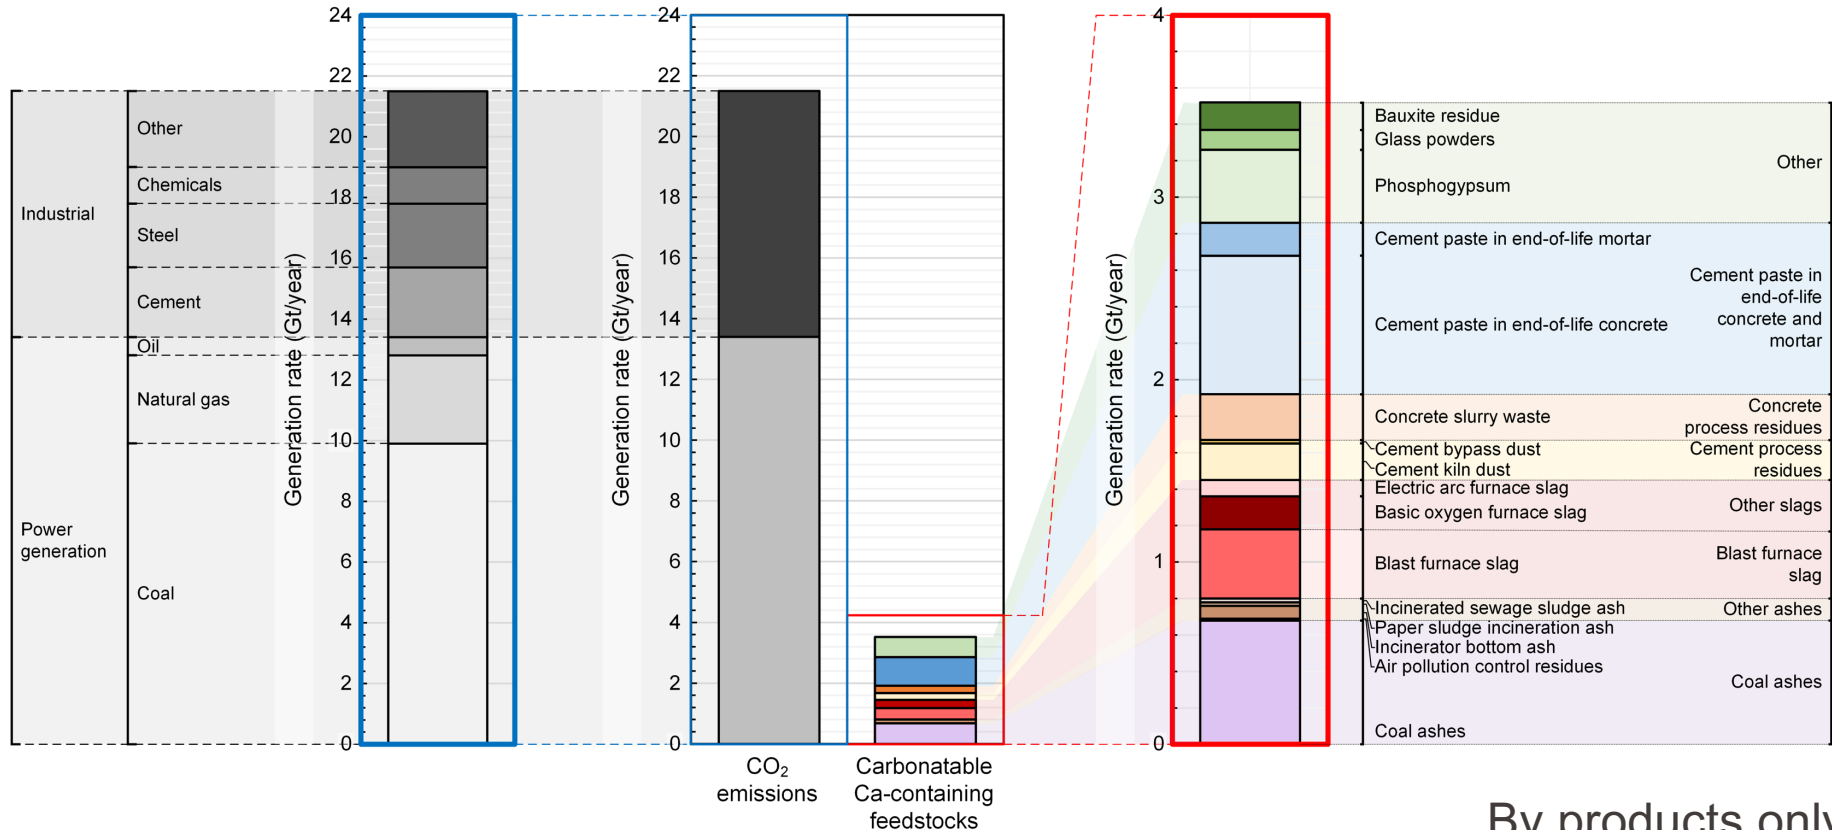 24
22
20
18
16
14
12
10
8
6
4
2
0
Generation rate (Gt/year)
Industrial
Other
Chemicals
Steel
Cement
Power
generation
Oil
Natural gas
Coal
24
22
20
18
16
14
12
10
8
6
4
2
0
Generation rate (Gt/year)
CO₂
emissions
Carbonatable
Ca-containing
feedstocks
4
3
2
1
0
Generation rate (Gt/year)
Bauxite residue
Glass powders
Phosphogypsum
Other
Cement paste in end-of-life mortar
Cement paste in end-of-life concrete
Cement paste in
end-of-life
concrete and
mortar
Concrete slurry waste
Concrete
process residues
Cement bypass dust
Cement kiln dust
Cement process
residues
Electric arc furnace slag
Basic oxygen furnace slag
Other slags
Blast furnace slag
Blast furnace
slag
Incinerated sewage sludge ash
Paper sludge incineration ash
Incinerator bottom ash
Air pollution control residues
Other ashes
Coal ashes
Coal ashes
By products only